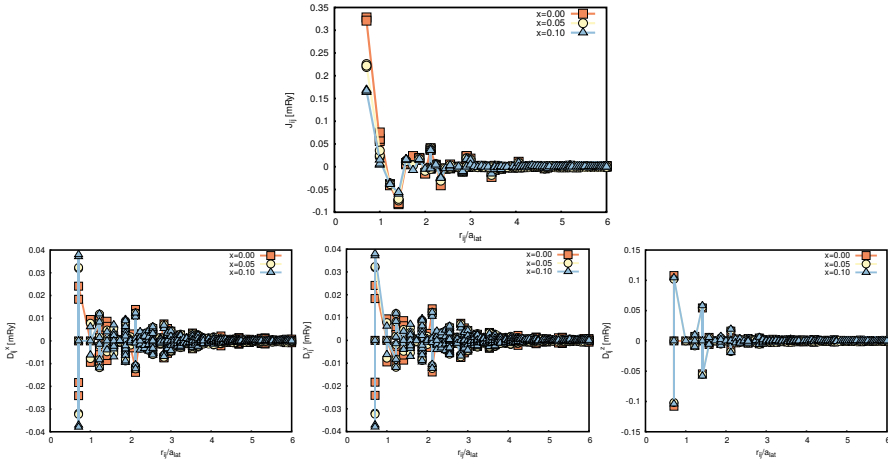 0.35
0.3
0.25
0.2
0.15
0.1
0.05
0
-0.05
-0.1
J_ij [mRy]
x=0.00
x=0.05
x=0.10
0 1 2 3 4 5 6
r_ij/a_lat
0.04
0.03
0.02
0.01
0
-0.01
-0.02
-0.03
-0.04
D_ij^x [mRy]
x=0.00
x=0.05
x=0.10
0 1 2 3 4 5 6
r_ij/a_lat
0.04
0.03
0.02
0.01
0
-0.01
-0.02
-0.03
-0.04
D_ij^y [mRy]
x=0.00
x=0.05
x=0.10
0 1 2 3 4 5 6
r_ij/a_lat
0.15
0.1
0.05
0
-0.05
-0.1
-0.15
D_ij^z [mRy]
x=0.00
x=0.05
x=0.10
0 1 2 3 4 5 6
r_ij/a_lat